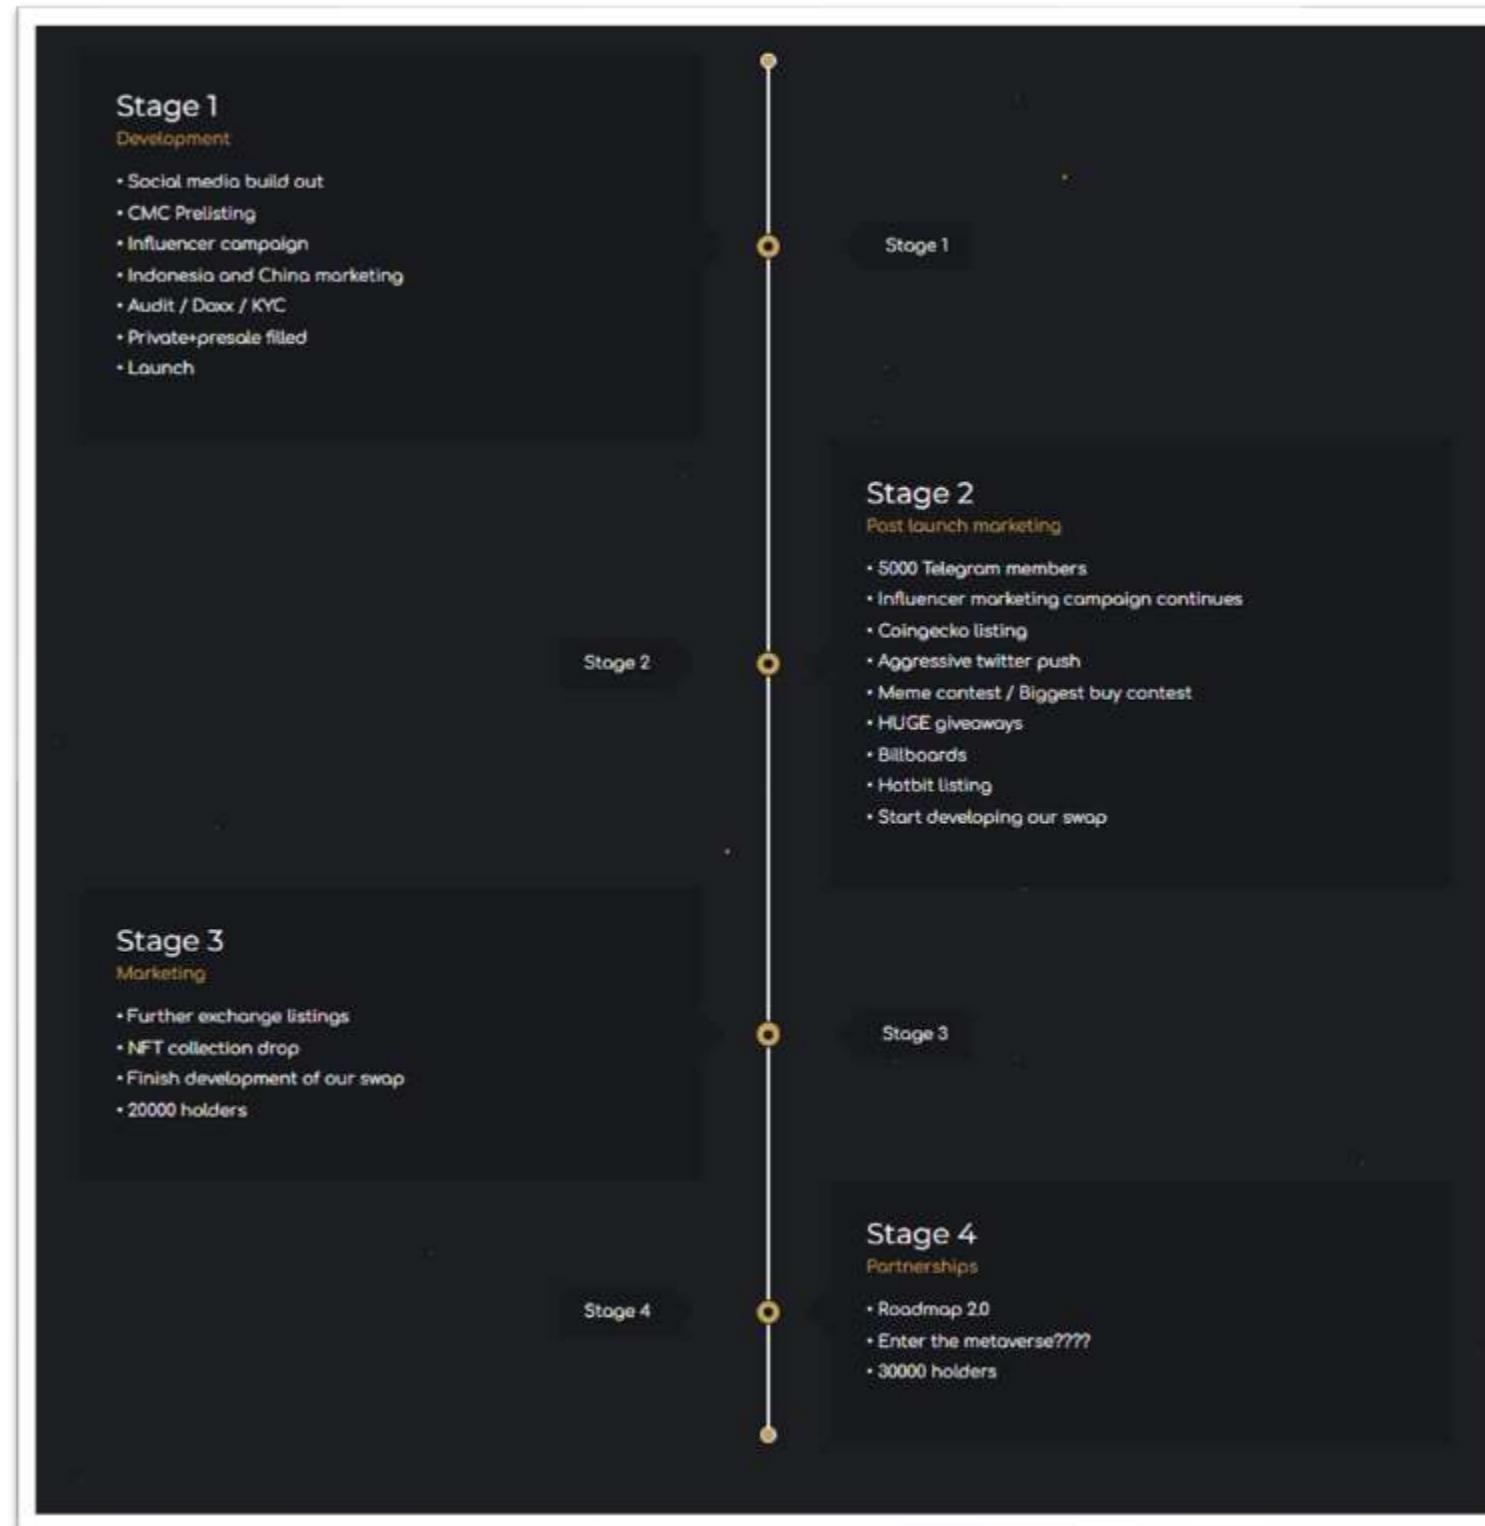 Stage 1
Development
• Social media build out
• CMC Prelisting
• Influencer campaign
• Indonesia and China marketing
• Audit / Doxx / KYC
• Private+presale filled
• Launch
Stage 1
Stage 2
Post launch marketing
• 5000 Telegram members
• Influencer marketing campaign continues
• Coingecko listing
• Aggressive twitter push
• Meme contest / Biggest buy contest
• HUGE giveaways
• Billboards
• Hotbit listing
• Start developing our swap
Stage 2
Stage 3
Marketing
• Further exchange listings
• NFT collection drop
• Finish development of our swap
• 20000 holders
Stage 3
Stage 4
Partnerships
• Roadmap 2.0
• Enter the metaverse????
• 30000 holders
Stage 4